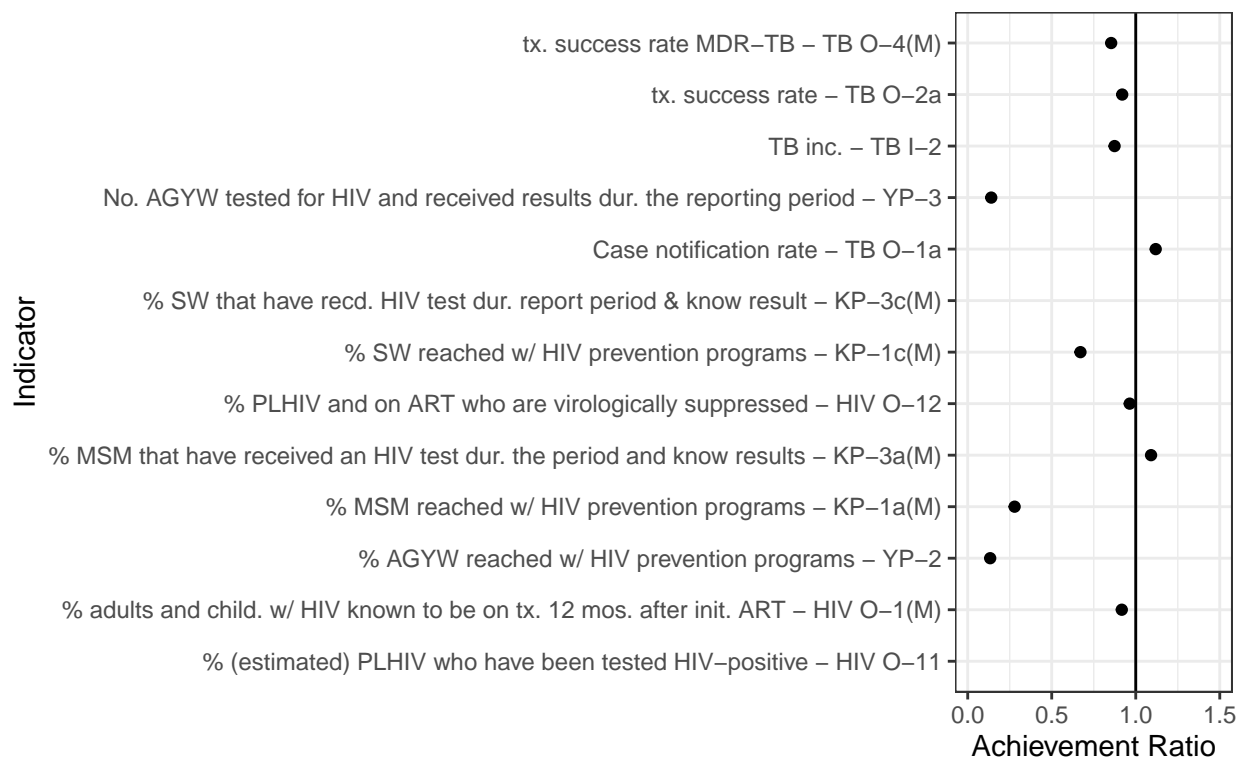 tx. success rate MDR−TB − TB O−4(M)
tx. success rate − TB O−2a
TB inc. − TB I−2
No. AGYW tested for HIV and received results dur. the reporting period − YP−3
Case notification rate − TB O−1a
% SW that have recd. HIV test dur. report period & know result − KP−3c(M)
% SW reached w/ HIV prevention programs − KP−1c(M)
% PLHIV and on ART who are virologically suppressed − HIV O−12
% MSM that have received an HIV test dur. the period and know results − KP−3a(M)
% MSM reached w/ HIV prevention programs − KP−1a(M)
% AGYW reached w/ HIV prevention programs − YP−2
% adults and child. w/ HIV known to be on tx. 12 mos. after init. ART − HIV O−1(M)
% (estimated) PLHIV who have been tested HIV−positive − HIV O−11
Indicator
0.0 0.5 1.0 1.5
Achievement Ratio